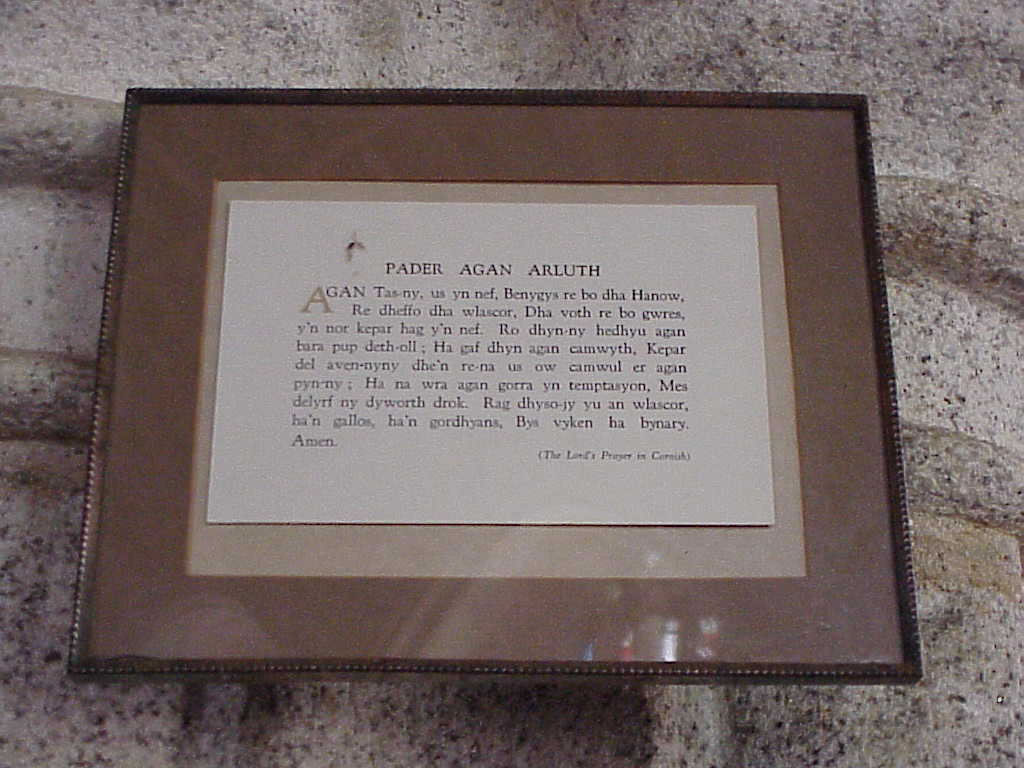 PADER AGAN ARLUTH
AGAN Tas-ny, us yn nef, Benygys re bo dha Hanow,
Re dheffo dha wlascor, Dha voth re bo gwres,
y'n nor kepar hag y'n nef. Ro dhyn-ny hedhyu agan
bara pup deth-oll; Ha gaf dhyn agan camwyth, Kepar
del aven-nyny dhe'n re-na us ow camwul er agan
pyn-ny; Ha na wra agan gorra yn temptasyon, Mes
delyrf ny dyworth drok. Rag dhyso-jy yu an wlascor,
ha'n gallos, ha'n gordhyans, Bys vyken ha bynary.
Amen.
(The Lord's Prayer in Cornish)